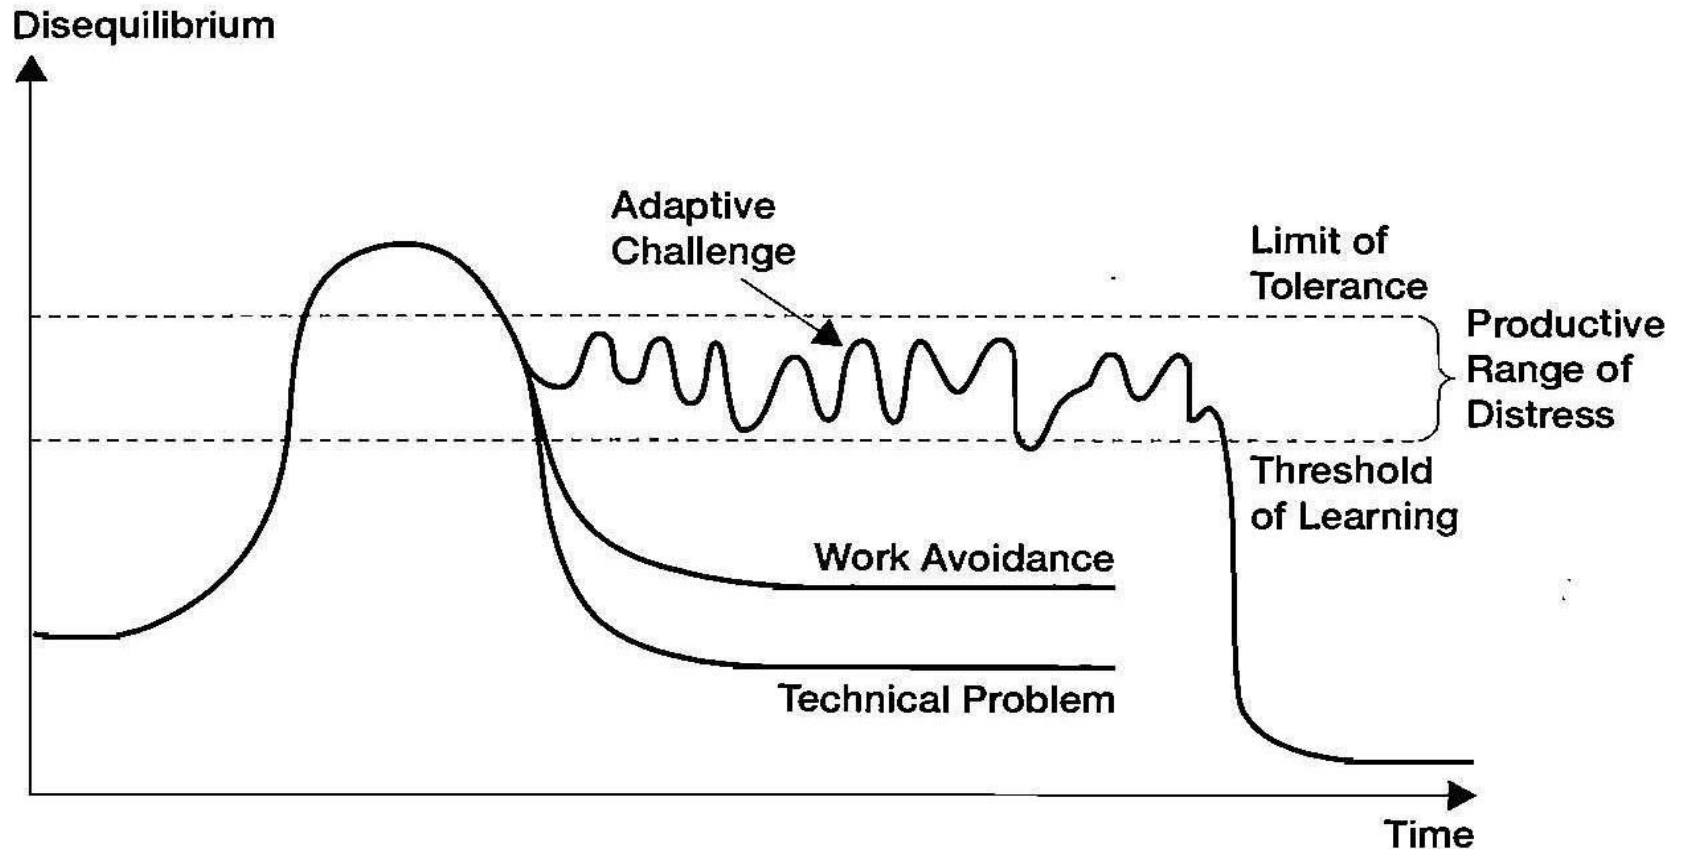 Disequilibrium
Adaptive
Challenge
Limit of
Tolerance
Productive
Range of
Distress
Threshold
of Learning
Work Avoidance
Technical Problem
Time